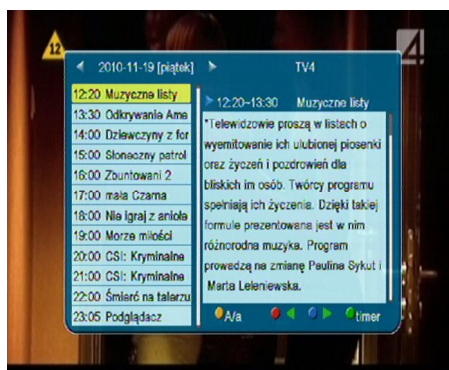 12
4
2010-11-19 [piątek]
TV4
12:20 Muzyczne listy
13:30 Odkrywanie Ame
14:00 Dziewczyny z for
15:00 Słoneczny patrol
16:00 Zbuntowani 2
17:00 mała Czarna
18:00 Nie igraj z aniołe
19:00 Morze miłości
20:00 CSI: Kryminalne
21:00 CSI: Kryminalne
22:00 Śmierć na talerzu
23:05 Podglądacz
12:20~13:30 Muzyczne listy
"Telewidzowie proszą w listach o
wyemitowanie ich ulubionej piosenki
oraz życzeń i pozdrowień dla
bliskich im osób. Twórcy programu
spełniają ich życzenia. Dzięki takiej
formule prezentowana jest w nim
różnorodna muzyka. Program
prowadzą na zmianę Paulina Sykut i
Marta Leleniewska.
A/a
timer